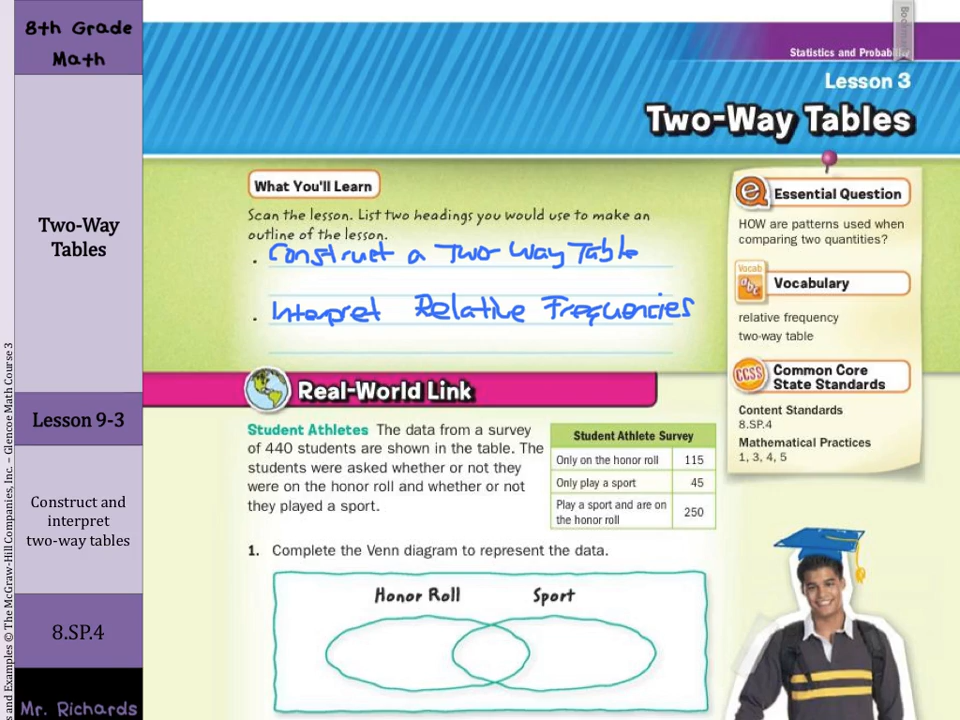 8th Grade
Math
Two-Way
Tables
Lesson 9-3
Construct and
interpret
two-way tables
8.SP.4
Mr. Richards
s and Examples © The McGraw-Hill Companies, Inc. – Glencoe Math Course 3
Statistics and Probability
Lesson 3
Two-Way Tables
What You'll Learn
Scan the lesson. List two headings you would use to make an
outline of the lesson.
• Construct a Two Way Table
• Interpret Relative Frequencies
Essential Question
HOW are patterns used when
comparing two quantities?
Vocab
abc
Vocabulary
relative frequency
two-way table
CCSS
Common Core
State Standards
Content Standards
8.SP.4
Mathematical Practices
1, 3, 4, 5
Real-World Link
Student Athletes The data from a survey
of 440 students are shown in the table. The
students were asked whether or not they
were on the honor roll and whether or not
they played a sport.
Student Athlete Survey
Only on the honor roll 115
Only play a sport 45
Play a sport and are on
the honor roll 250
1. Complete the Venn diagram to represent the data.
Honor Roll Sport